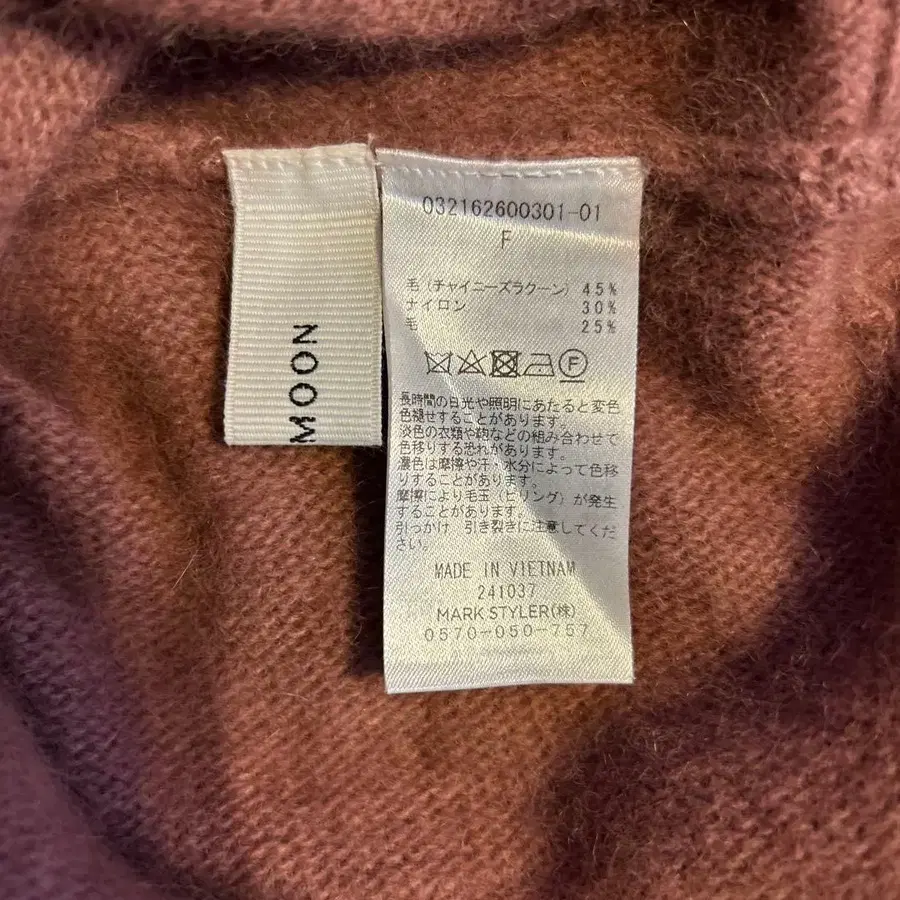 MOON
032162600301-01
F
毛 (チャイニーズラクーン) 45%
ナイロン 30%
毛 25%
F
長時間の日光や照明にあたると変色
色褪せすることがあります。
淡色の衣類や鞄などの組み合わせで
色移りする恐れがあります。
濃色は摩擦や汗・水分によって色移
りすることがあります。
摩擦により毛玉 (ピリング) が発生
することがあります。
引っかけ 引き裂きに注意してくだ
さい。
MADE IN VIETNAM
241037
MARK STYLER(株)
0570-050-757